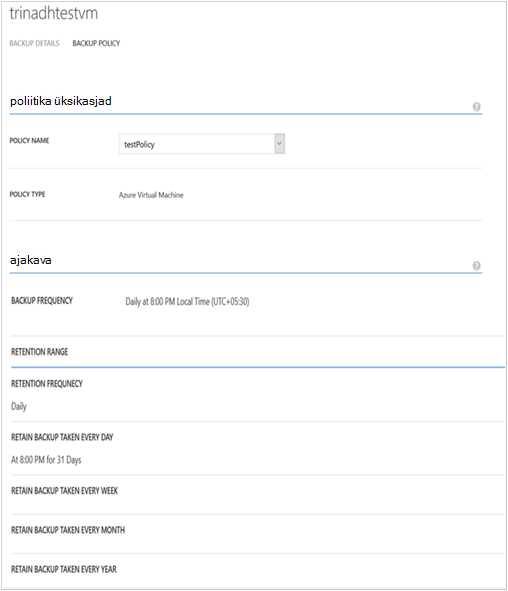 trinadhtestvm
BACKUP DETAILS BACKUP POLICY
poliitika üksikasjad
?
POLICY NAME testPolicy
POLICY TYPE Azure Virtual Machine
ajakava
?
BACKUP FREQUENCY Daily at 8:00 PM Local Time (UTC+05:30)
RETENTION RANGE
RETENTION FREQUNECY
Daily
RETAIN BACKUP TAKEN EVERY DAY
At 8:00 PM for 31 Days
RETAIN BACKUP TAKEN EVERY WEEK
RETAIN BACKUP TAKEN EVERY MONTH
RETAIN BACKUP TAKEN EVERY YEAR